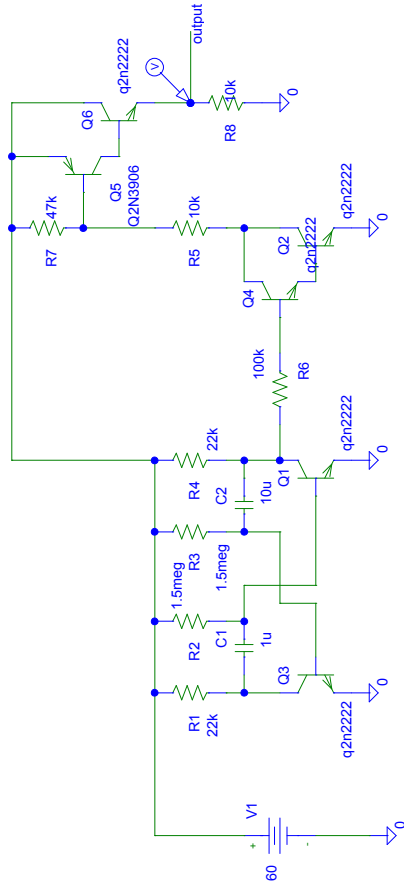 output
q2n2222
Q6
10k
R8
0
Q5
Q2N3906
47k
R7
10k
R5
Q2
q2n2222
q2n2222
Q4
0
100k
R6
22k
R4
10u
C2
Q1
q2n2222
0
R3
1.5meg
1.5meg
R2
C1
1u
R1
22k
Q3
q2n2222
0
V1
+
-
60
0